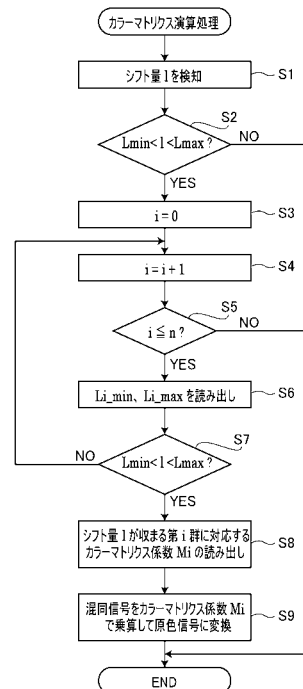 カラーマトリクス演算処理
シフト量 l を検知
S1
S2
Lmin< l <Lmax ?
NO
YES
i = 0
S3
i = i + 1
S4
S5
i ≦ n ?
NO
YES
Li_min、Li_max を読み出し
S6
S7
NO
Lmin< l <Lmax ?
YES
シフト量 l が収まる第 i 群に対応する
カラーマトリクス係数 Mi の読み出し
S8
混同信号をカラーマトリクス係数 Mi
で乗算して原色信号に変換
S9
END